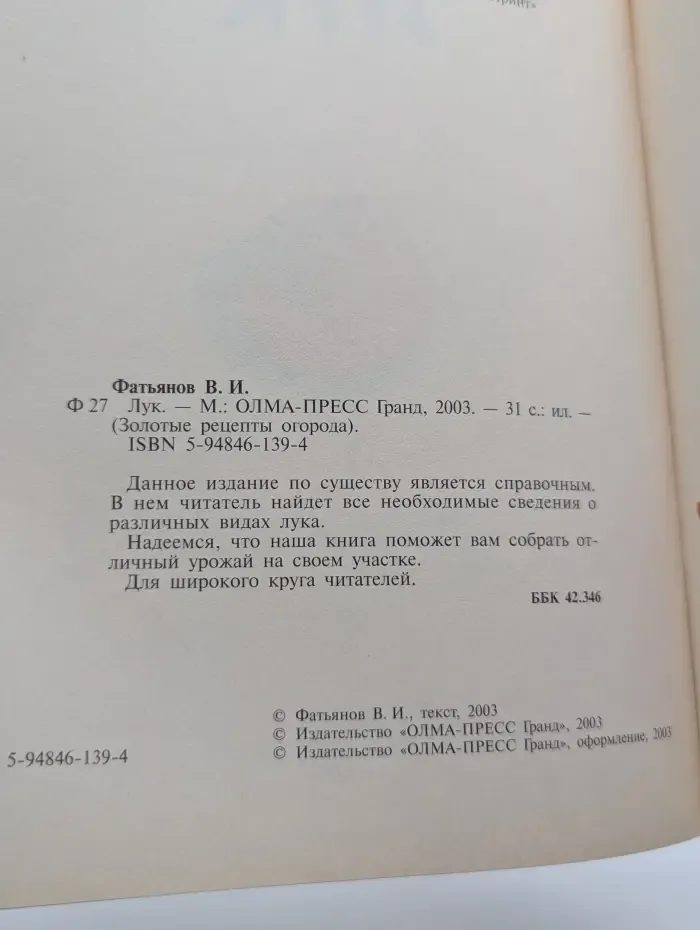 Фатьянов В. И.
Ф 27 Лук. — М.: ОЛМА-ПРЕСС Гранд, 2003. — 31 с.: ил. —
(Золотые рецепты огорода).
ISBN 5-94846-139-4
Данное издание по существу является справочным.
В нем читатель найдет все необходимые сведения о
различных видах лука.
Надеемся, что наша книга поможет вам собрать от-
личный урожай на своем участке.
Для широкого круга читателей.
ББК 42.346
© Фатьянов В. И., текст, 2003
© Издательство «ОЛМА-ПРЕСС Гранд», 2003
5-94846-139-4 © Издательство «ОЛМА-ПРЕСС Гранд», оформление, 2003